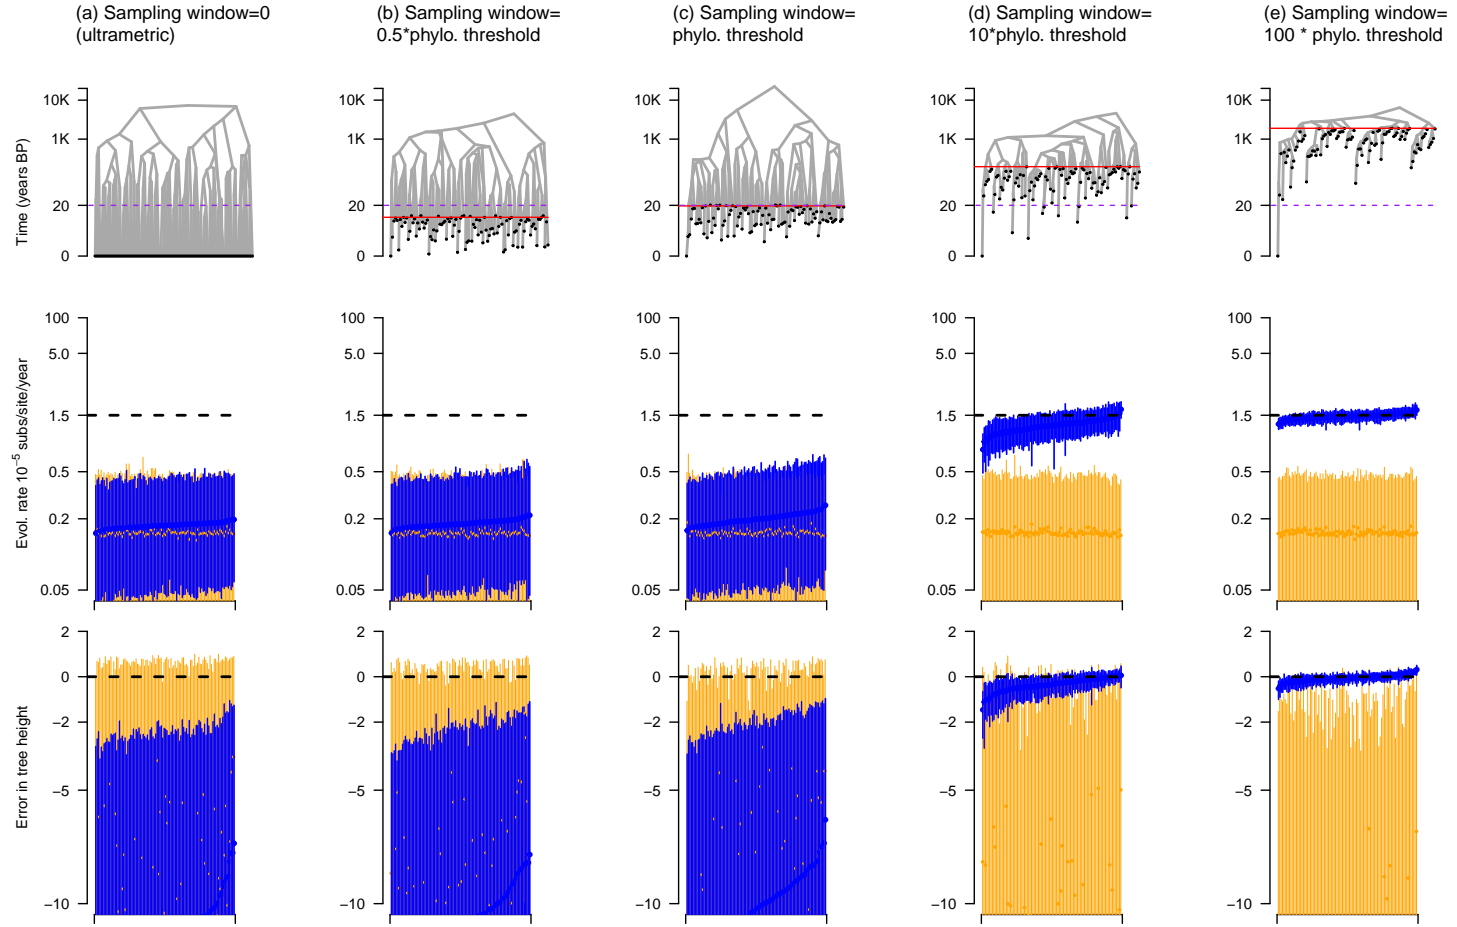 (a) Sampling window=0
(ultrametric)
(b) Sampling window=
0.5*phylo. threshold
(c) Sampling window=
phylo. threshold
(d) Sampling window=
10*phylo. threshold
(e) Sampling window=
100 * phylo. threshold
Time (years BP)
10K
1K
20
0
10K
1K
20
0
10K
1K
20
0
10K
1K
20
0
10K
1K
20
0
Evol. rate 10⁻⁵ subs/site/year
100
5.0
1.5
0.5
0.2
0.05
100
5.0
1.5
0.5
0.2
0.05
100
5.0
1.5
0.5
0.2
0.05
100
5.0
1.5
0.5
0.2
0.05
100
5.0
1.5
0.5
0.2
0.05
Error in tree height
2
0
−2
−5
−10
2
0
−2
−5
−10
2
0
−2
−5
−10
2
0
−2
−5
−10
2
0
−2
−5
−10